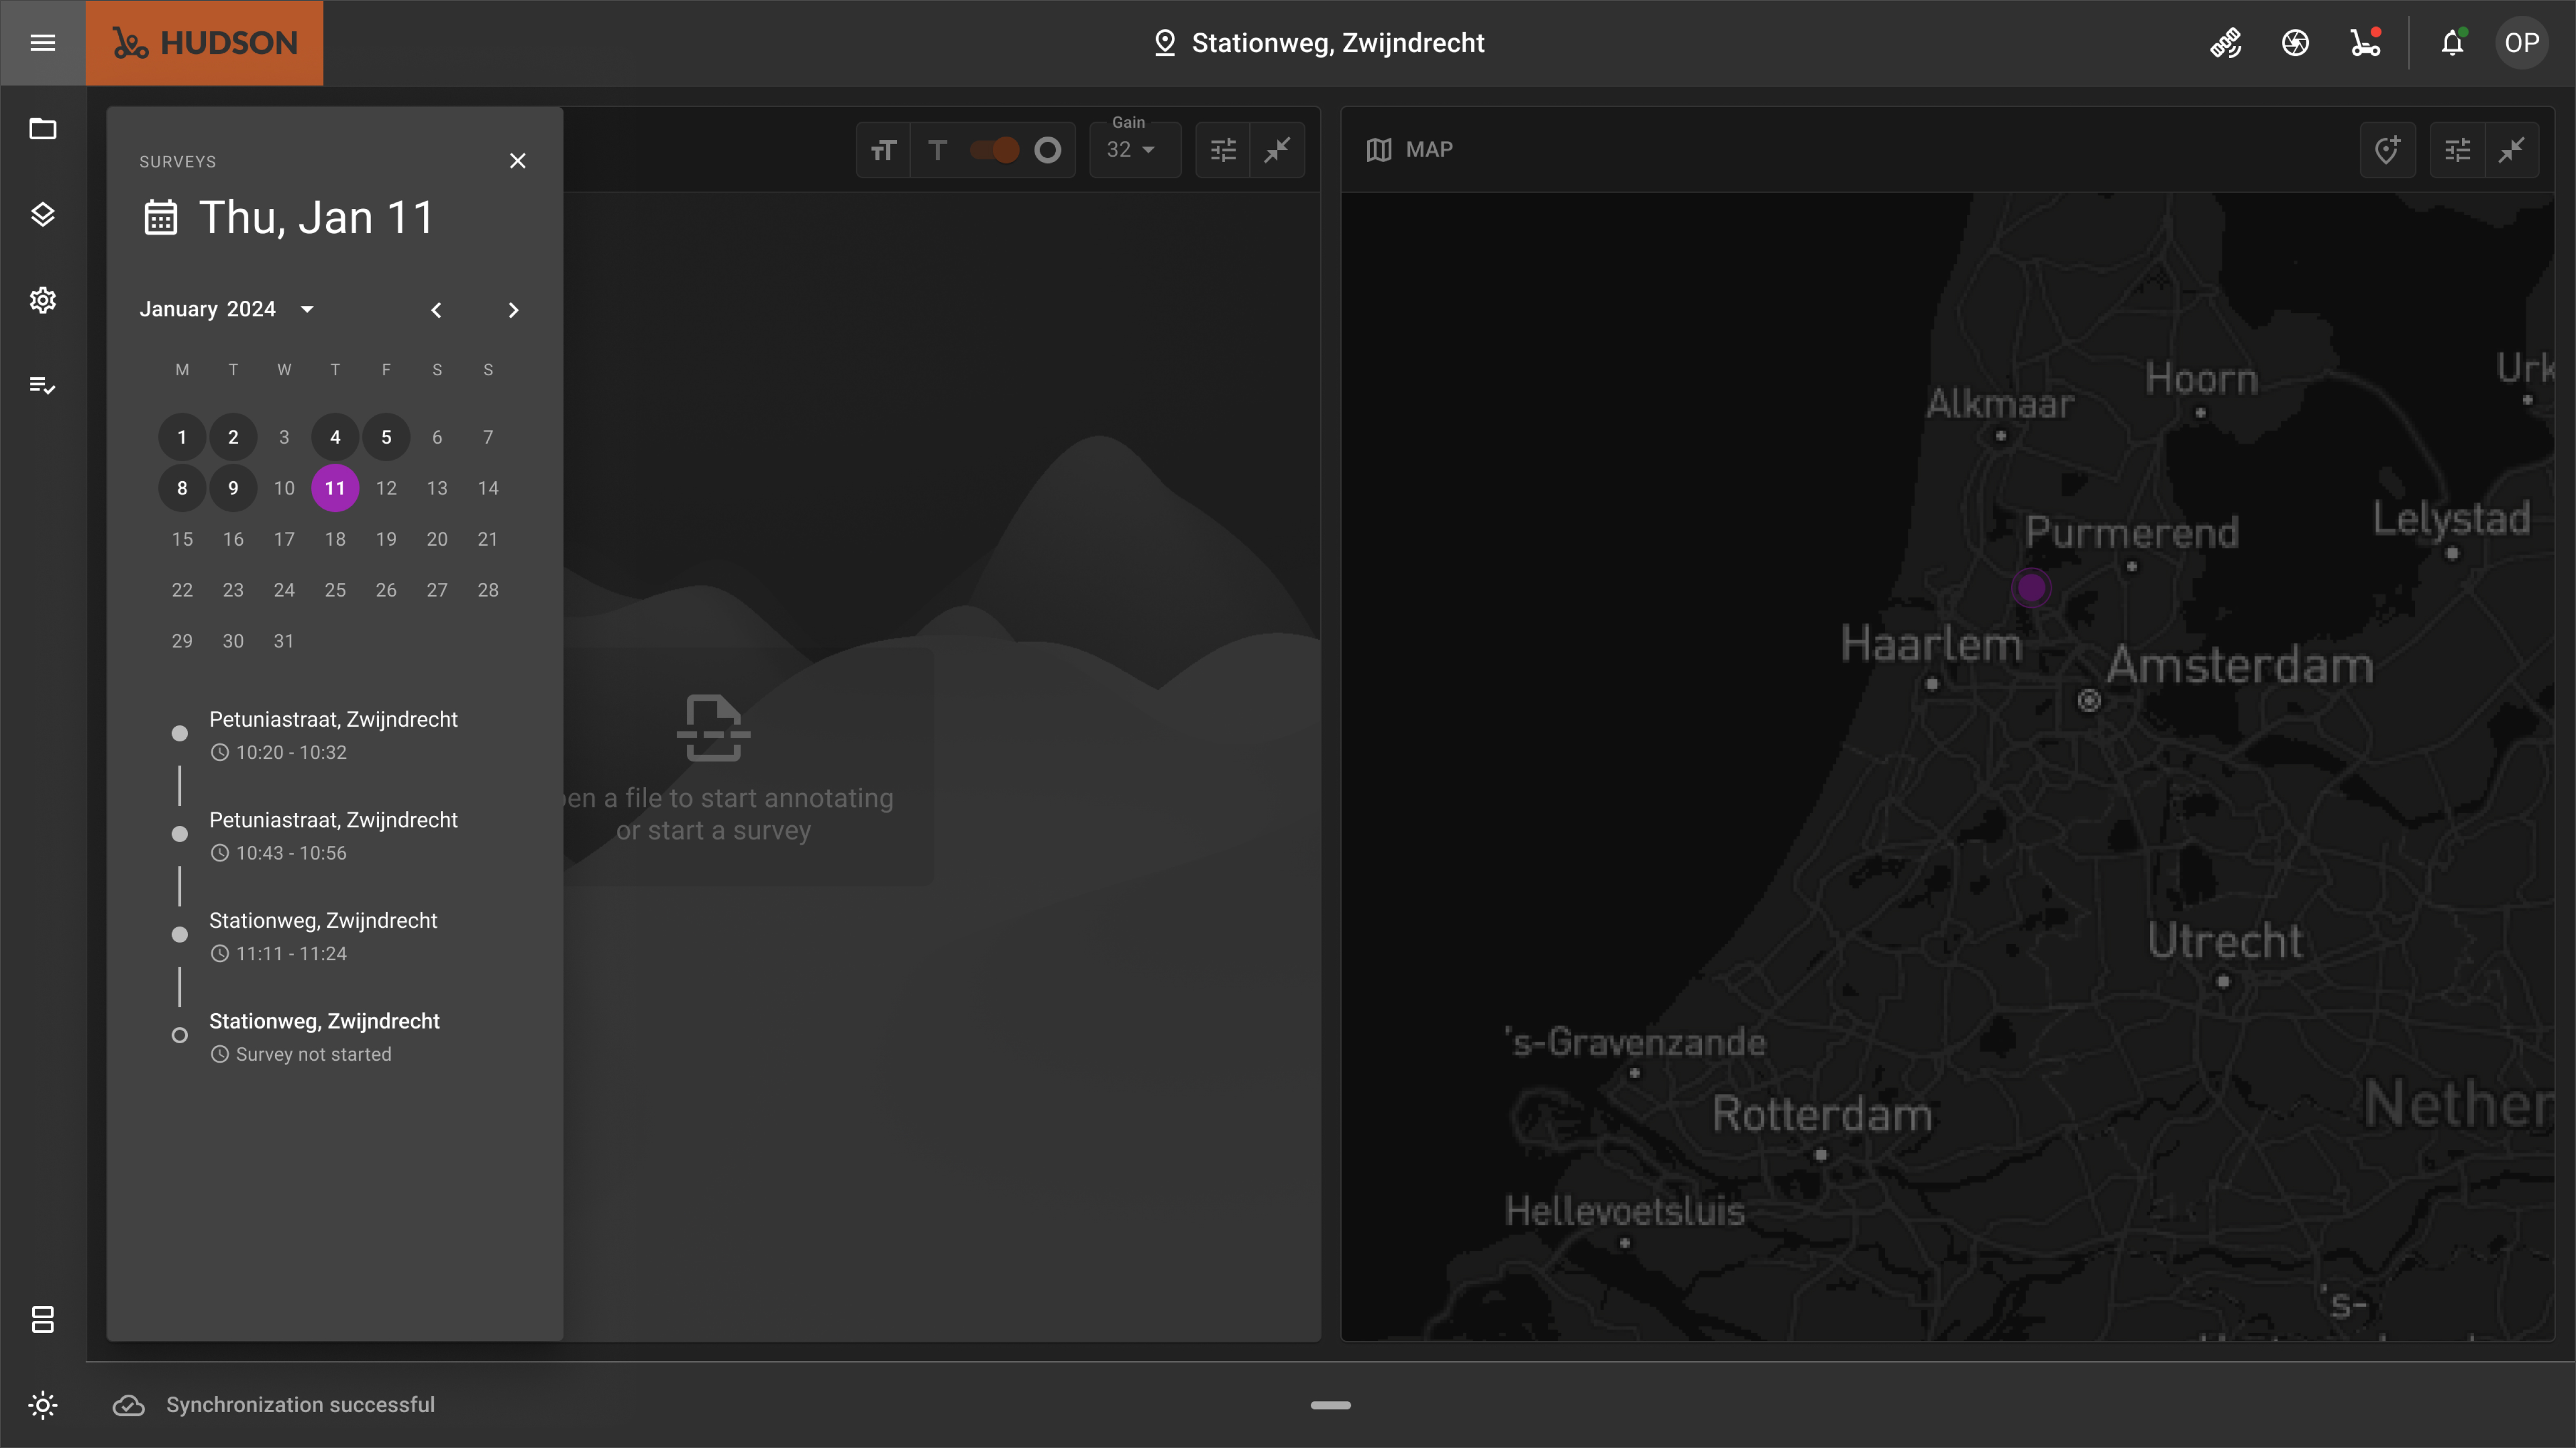 HUDSON
Stationweg, Zwijndrecht
OP
SURVEYS
Thu, Jan 11
January 2024
M T W T F S S
1 2 3 4 5 6 7
8 9 10 11 12 13 14
15 16 17 18 19 20 21
22 23 24 25 26 27 28
29 30 31
Petuniastraat, Zwijndrecht
10:20 - 10:32
Petuniastraat, Zwijndrecht
10:43 - 10:56
Stationweg, Zwijndrecht
11:11 - 11:24
Stationweg, Zwijndrecht
Survey not started
T
Gain
32
en a file to start annotating
or start a survey
MAP
Hoorn
Urk
Alkmaar
Lelystad
Purmerend
Haarlem
Amsterdam
Utrecht
's-Gravenzande
Nether
Rotterdam
Hellevoetsluis
's-
Synchronization successful